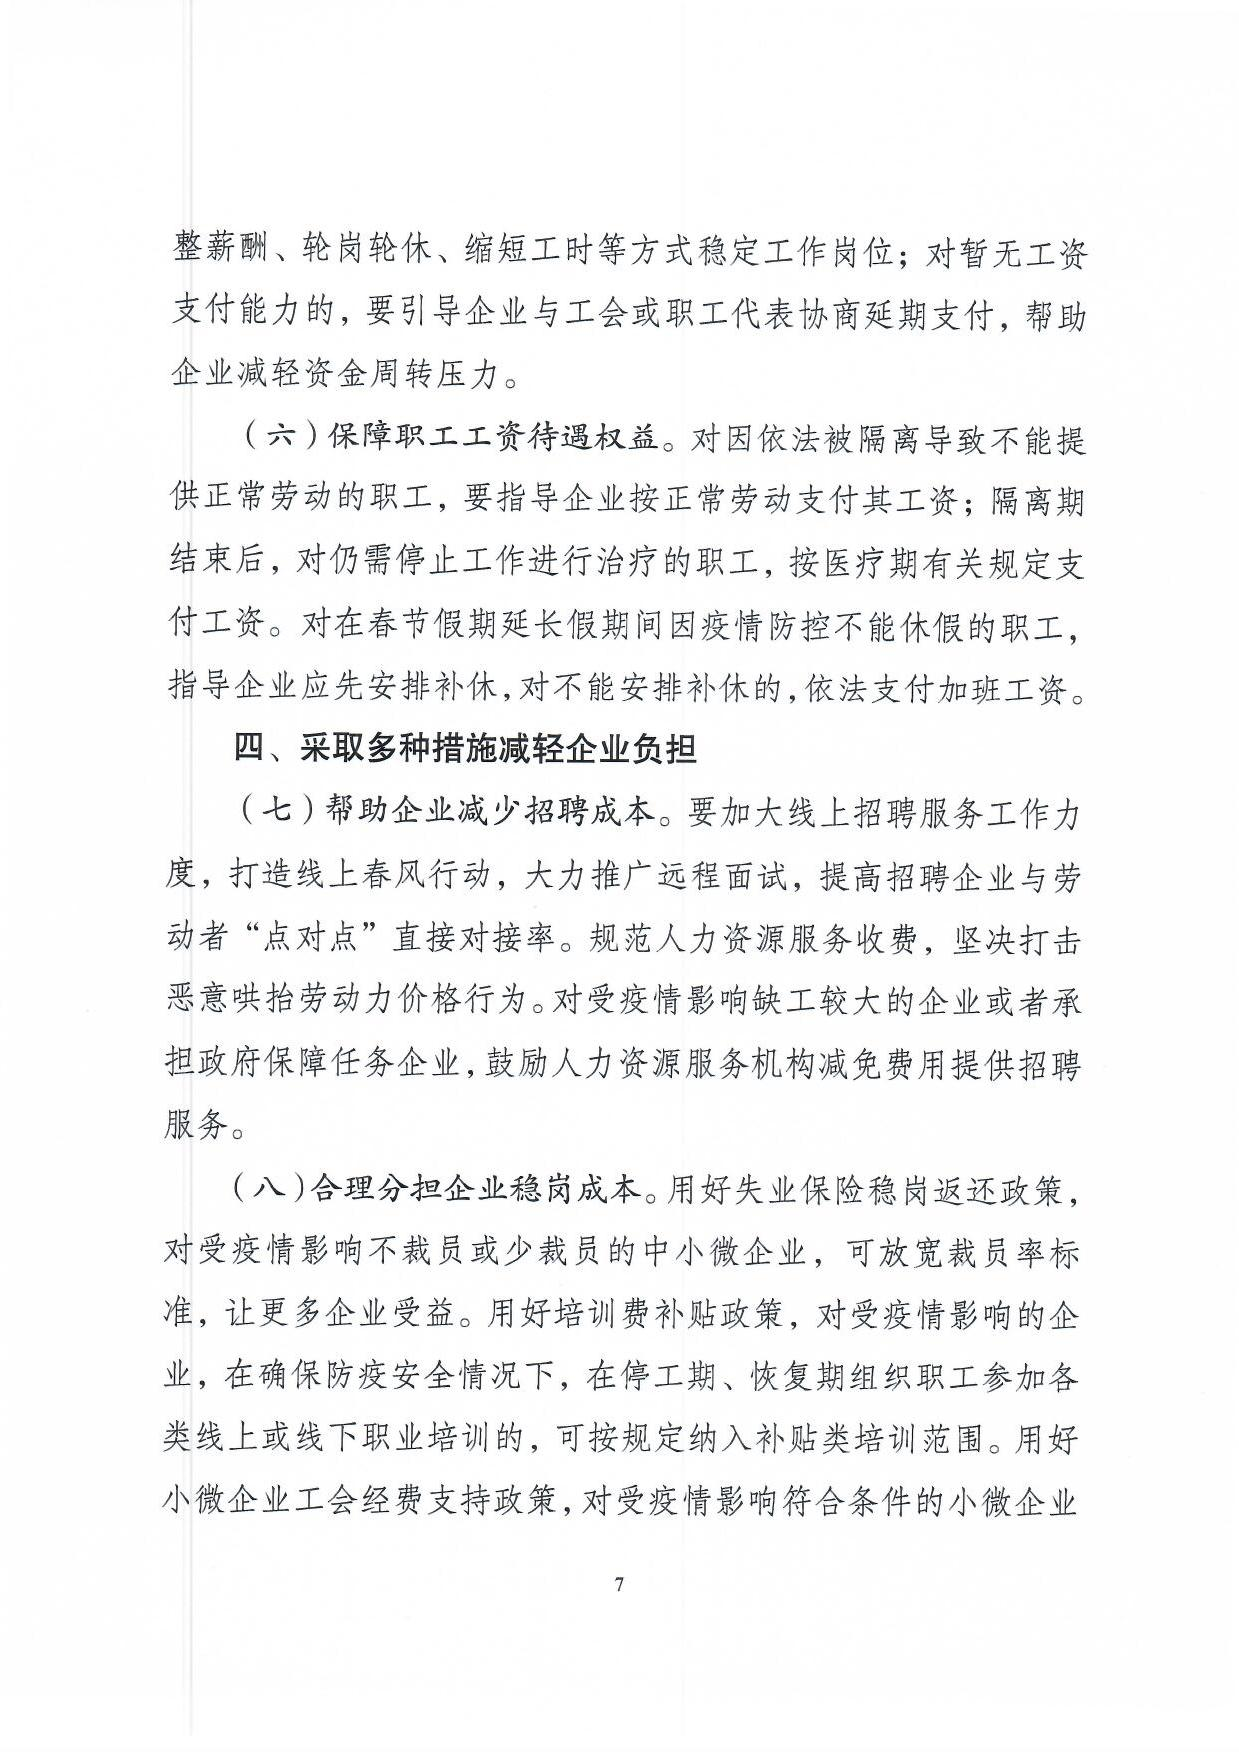 整薪酬、轮岗轮休、缩短工时等方式稳定工作岗位；对暂无工资
支付能力的，要引导企业与工会或职工代表协商延期支付，帮助
企业减轻资金周转压力。
（六）保障职工工资待遇权益。对因依法被隔离导致不能提
供正常劳动的职工，要指导企业按正常劳动支付其工资；隔离期
结束后，对仍需停止工作进行治疗的职工，按医疗期有关规定支
付工资。对在春节假期延长假期间因疫情防控不能休假的职工，
指导企业应先安排补休，对不能安排补休的，依法支付加班工资。
四、采取多种措施减轻企业负担
（七）帮助企业减少招聘成本。要加大线上招聘服务工作力
度，打造线上春风行动，大力推广远程面试，提高招聘企业与劳
动者“点对点”直接对接率。规范人力资源服务收费，坚决打击
恶意哄抬劳动力价格行为。对受疫情影响缺工较大的企业或者承
担政府保障任务企业，鼓励人力资源服务机构减免费用提供招聘
服务。
（八）合理分担企业稳岗成本。用好失业保险稳岗返还政策，
对受疫情影响不裁员或少裁员的中小微企业，可放宽裁员率标
准，让更多企业受益。用好培训费补贴政策，对受疫情影响的企
业，在确保防疫安全情况下，在停工期、恢复期组织职工参加各
类线上或线下职业培训的，可按规定纳入补贴类培训范围。用好
小微企业工会经费支持政策，对受疫情影响符合条件的小微企业
7